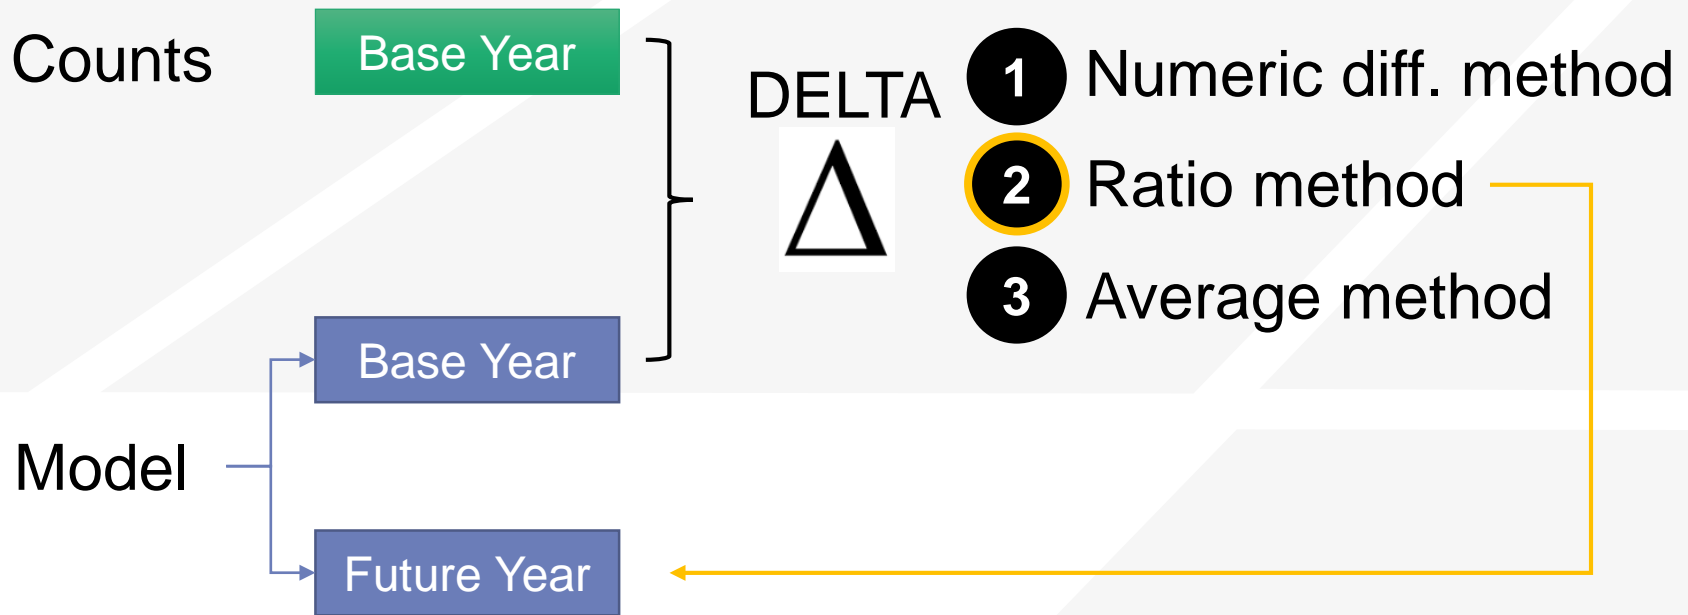 Counts
Base Year
DELTA
Δ
1 Numeric diff. method
2 Ratio method
3 Average method
Base Year
Model
Future Year